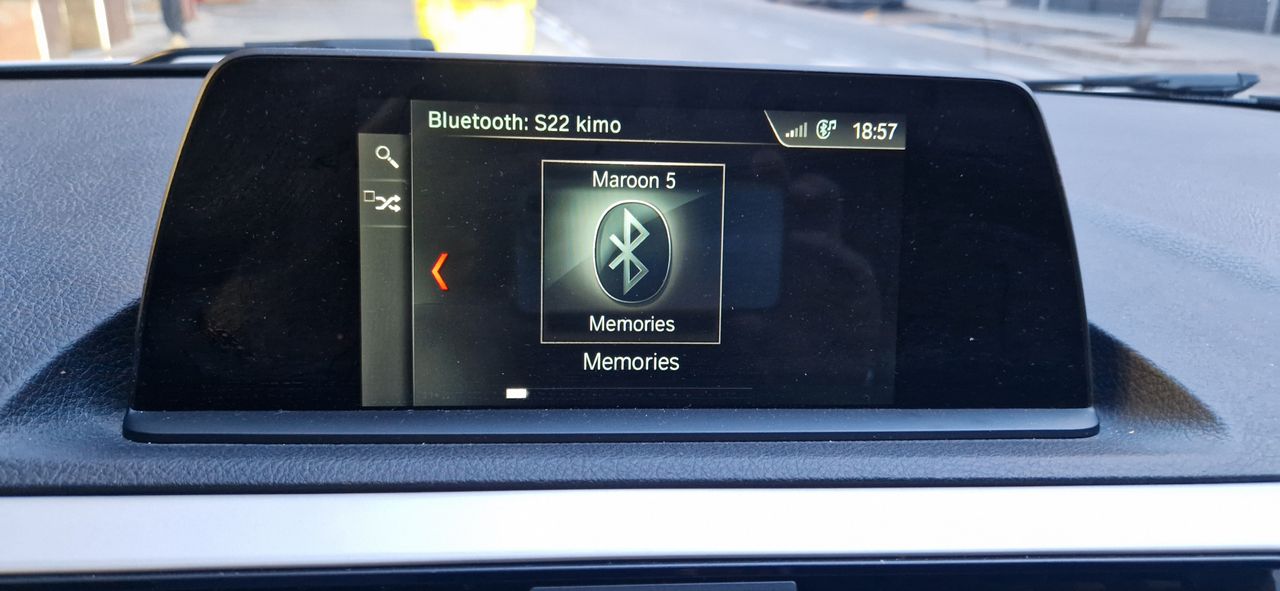 Bluetooth: S22 kimo
18:57
Maroon 5
Memories
Memories